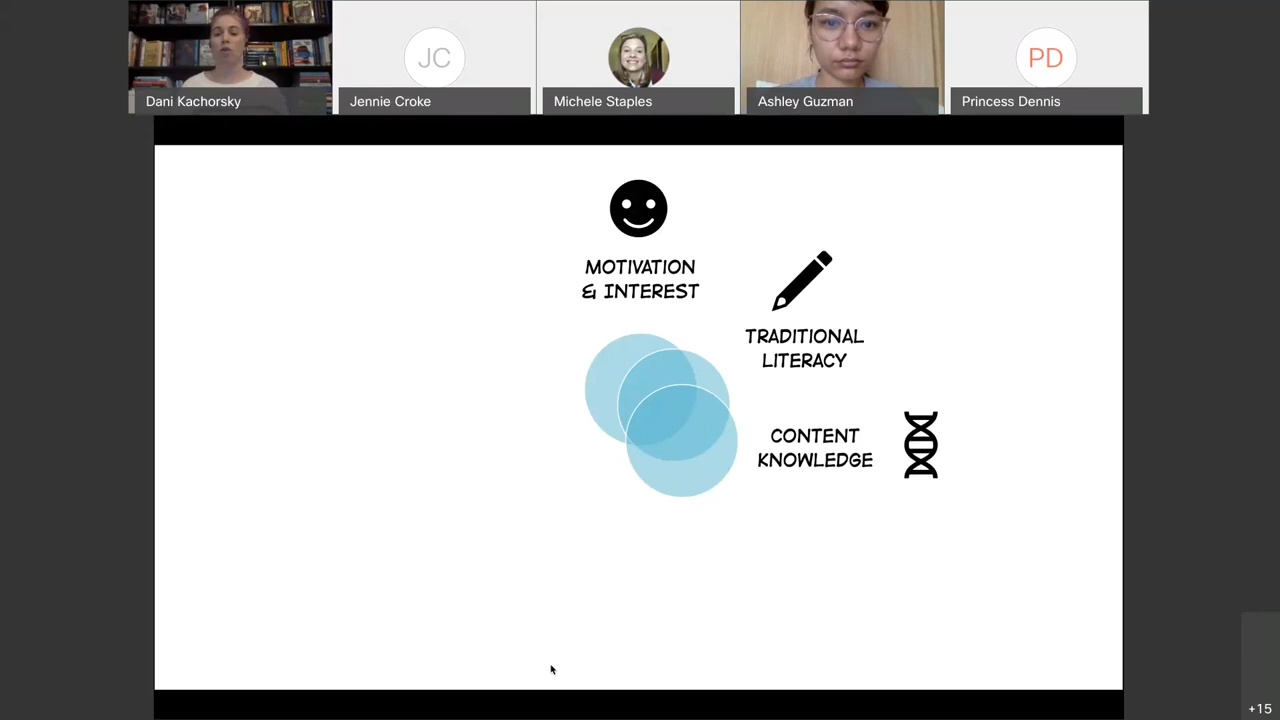 JC
PD
Dani Kachorsky
Jennie Croke
Michele Staples
Ashley Guzman
Princess Dennis
MOTIVATION
& INTEREST
TRADITIONAL
LITERACY
CONTENT
KNOWLEDGE
+15